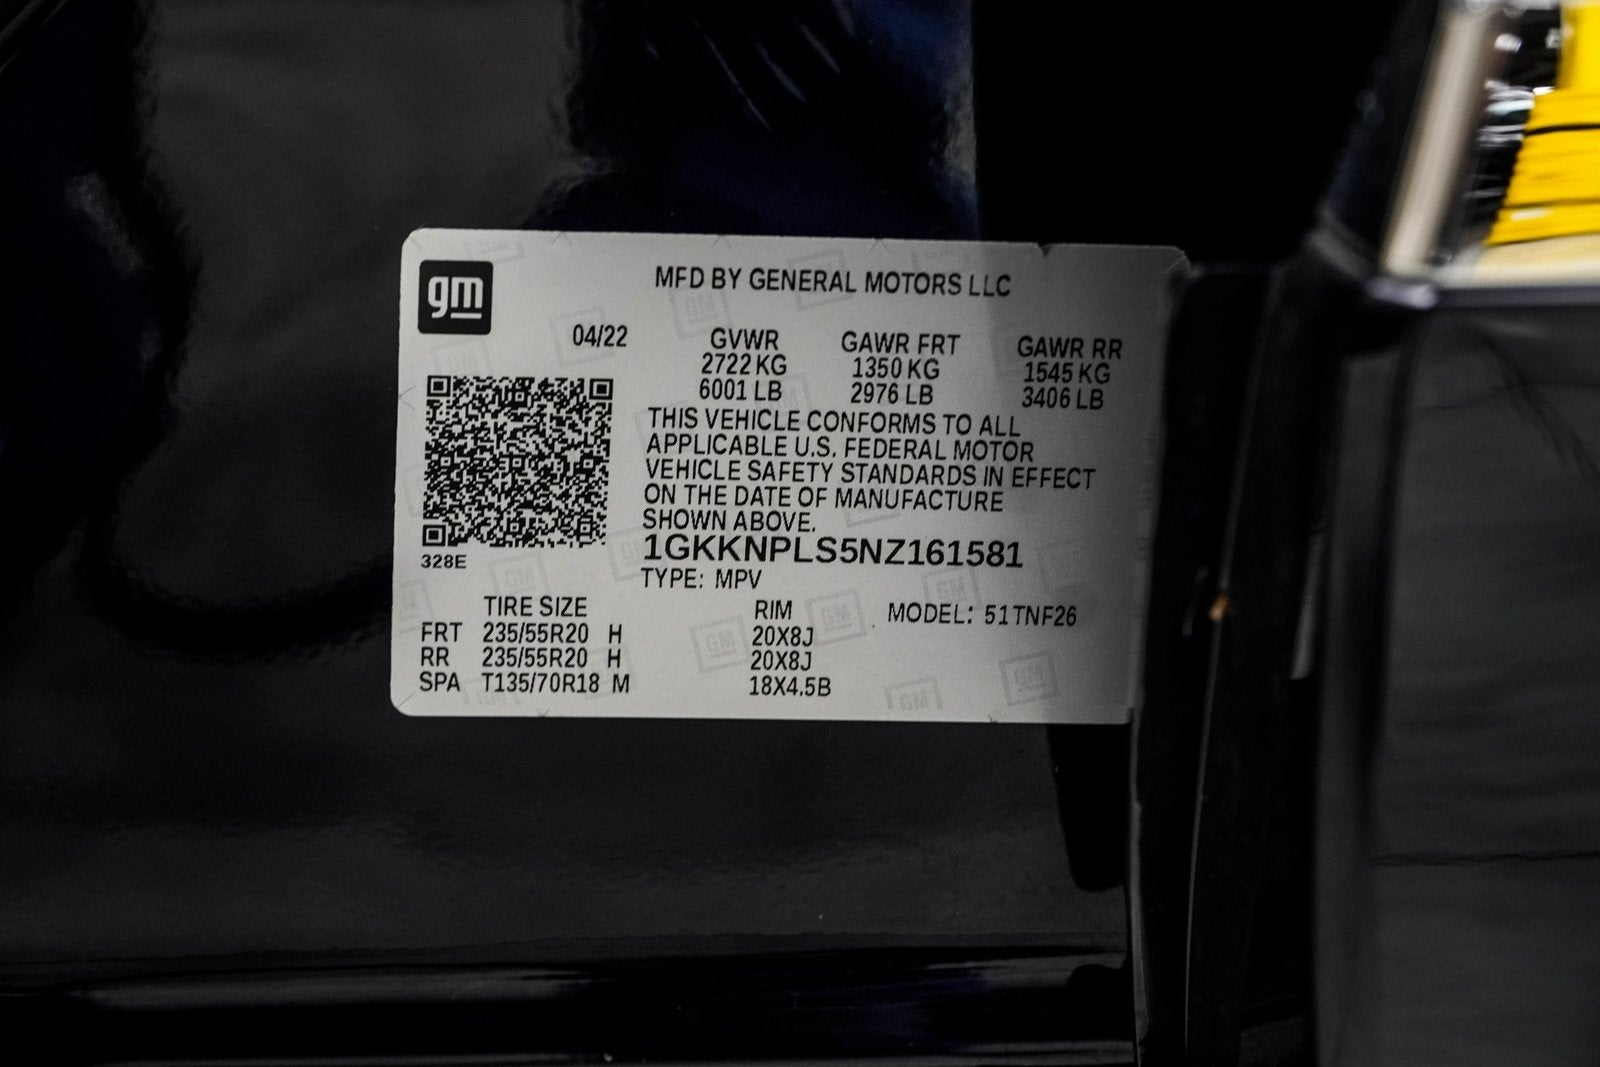 gm
MFD BY GENERAL MOTORS LLC
04/22 GVWR GAWR FRT GAWR RR
2722 KG 1350 KG 1545 KG
6001 LB 2976 LB 3406 LB
THIS VEHICLE CONFORMS TO ALL
APPLICABLE U.S. FEDERAL MOTOR
VEHICLE SAFETY STANDARDS IN EFFECT
ON THE DATE OF MANUFACTURE
SHOWN ABOVE.
328E
1GKKNPLS5NZ161581
TYPE: MPV
TIRE SIZE RIM MODEL: 51TNF26
FRT 235/55R20 H 20X8J
RR 235/55R20 H 20X8J
SPA T135/70R18 M 18X4.5B